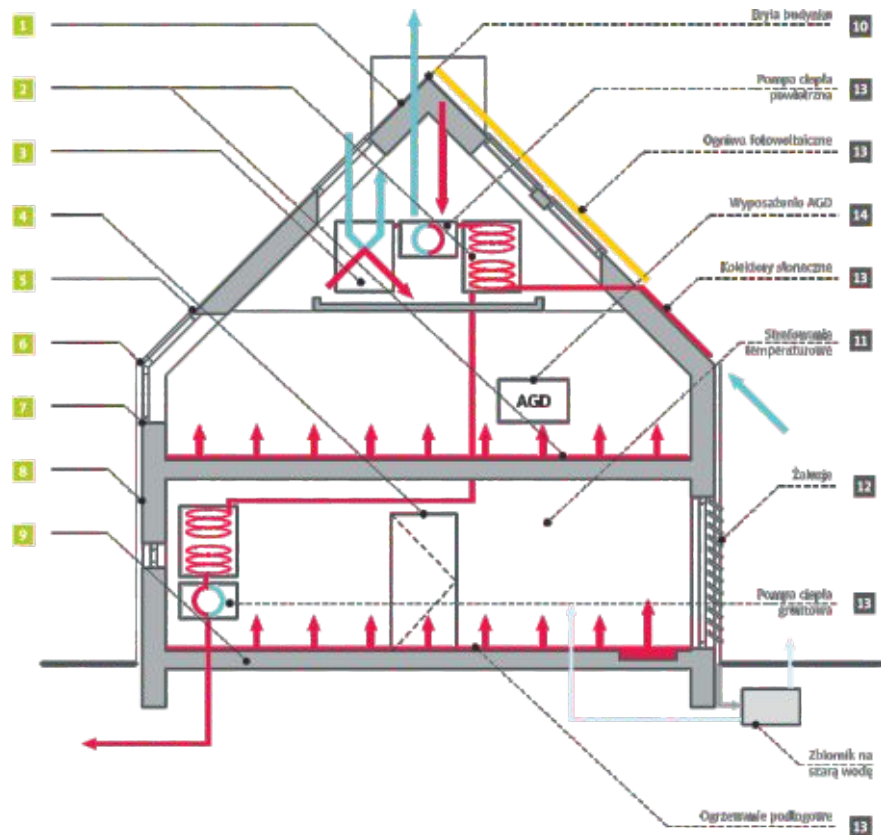 1
2
3
4
5
6
7
8
9
Bryła budynku
10
Pompa ciepła
powietrzna
13
Ogniwa fotowoltaiczne
13
Wyposażenie AGD
14
Kolektory słoneczne
13
Sterowanie
temperaturowe
11
AGD
Żaluzje
12
Pompa ciepła
gruntowa
13
Zbiornik na
szarą wodę
Ogrzewanie podłogowe
13